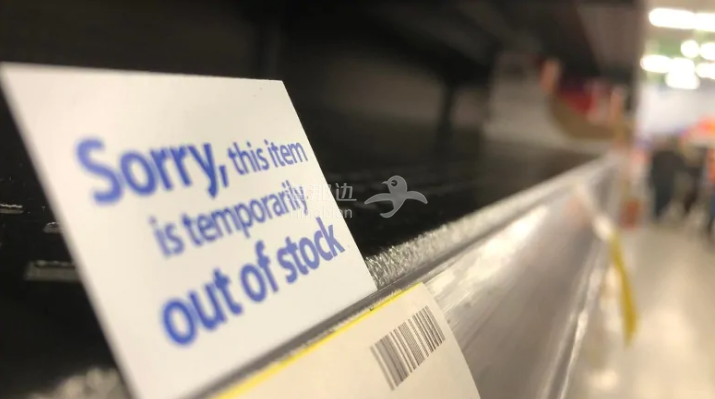 Sorry, this item
is temporarily
out of stock